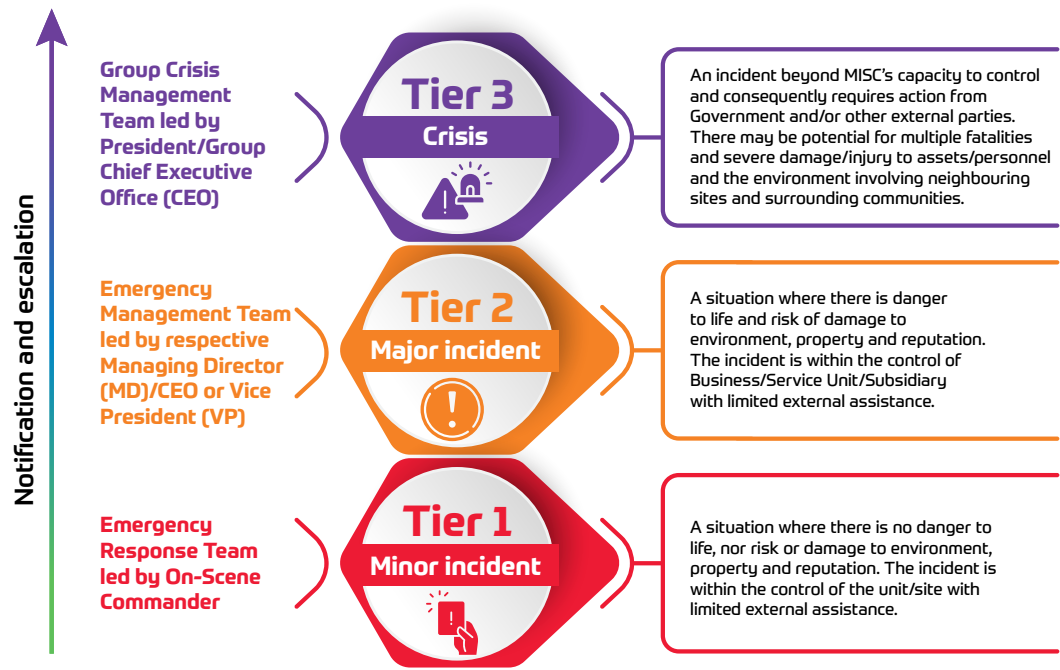 Notification and escalation
Group Crisis
Management
Team led by
President/Group
Chief Executive
Office (CEO)
Tier 3
Crisis
An incident beyond MISC's capacity to control
and consequently requires action from
Government and/or other external parties.
There may be potential for multiple fatalities
and severe damage/injury to assets/personnel
and the environment involving neighbouring
sites and surrounding communities.
Emergency
Management Team
led by respective
Managing Director
(MD)/CEO or Vice
President (VP)
Tier 2
Major incident
A situation where there is danger
to life and risk of damage to
environment, property and reputation.
The incident is within the control of
Business/Service Unit/Subsidiary
with limited external assistance.
Emergency
Response Team
led by On-Scene
Commander
Tier 1
Minor incident
A situation where there is no danger to
life, nor risk or damage to environment,
property and reputation. The incident is
within the control of the unit/site with
limited external assistance.